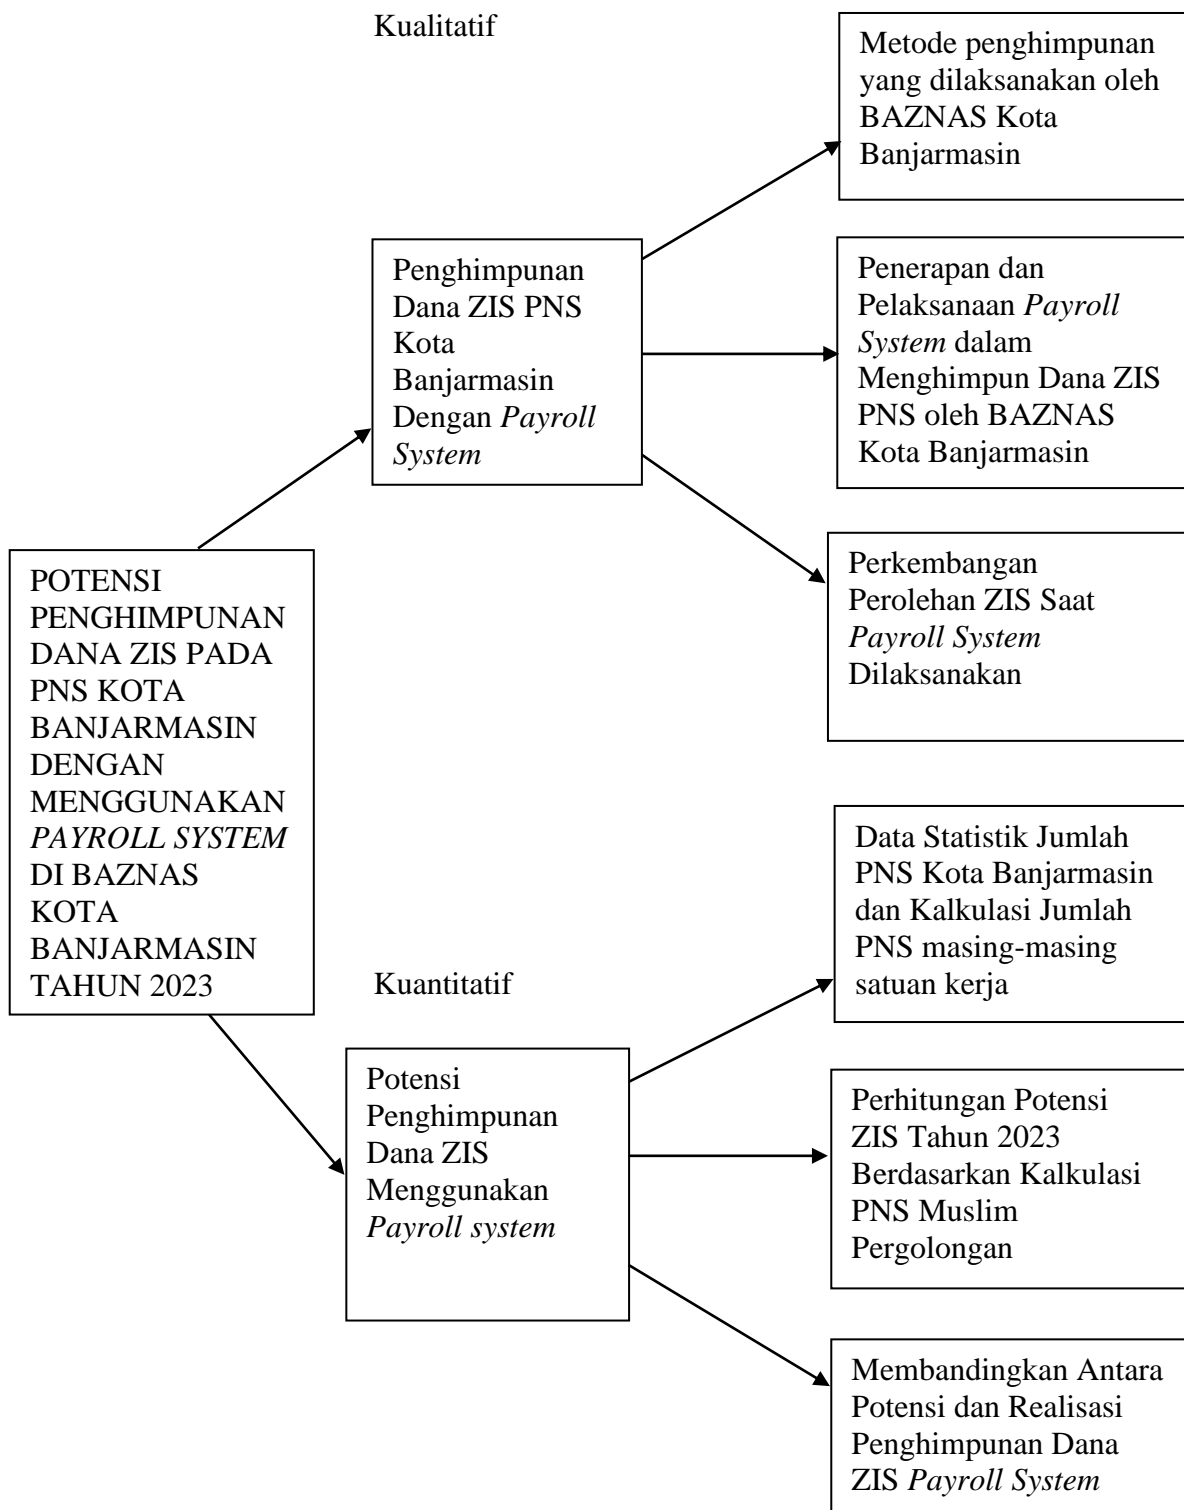 Kualitatif
Metode penghimpunan
yang dilaksanakan oleh
BAZNAS Kota
Banjarmasin
Penghimpunan
Dana ZIS PNS
Kota
Banjarmasin
Dengan Payroll
System
Penerapan dan
Pelaksanaan Payroll
System dalam
Menghimpun Dana ZIS
PNS oleh BAZNAS
Kota Banjarmasin
Perkembangan
Perolehan ZIS Saat
Payroll System
Dilaksanakan
POTENSI
PENGHIMPUNAN
DANA ZIS PADA
PNS KOTA
BANJARMASIN
DENGAN
MENGGUNAKAN
PAYROLL SYSTEM
DI BAZNAS
KOTA
BANJARMASIN
TAHUN 2023
Kuantitatif
Data Statistik Jumlah
PNS Kota Banjarmasin
dan Kalkulasi Jumlah
PNS masing-masing
satuan kerja
Potensi
Penghimpunan
Dana ZIS
Menggunakan
Payroll system
Perhitungan Potensi
ZIS Tahun 2023
Berdasarkan Kalkulasi
PNS Muslim
Pergolongan
Membandingkan Antara
Potensi dan Realisasi
Penghimpunan Dana
ZIS Payroll System